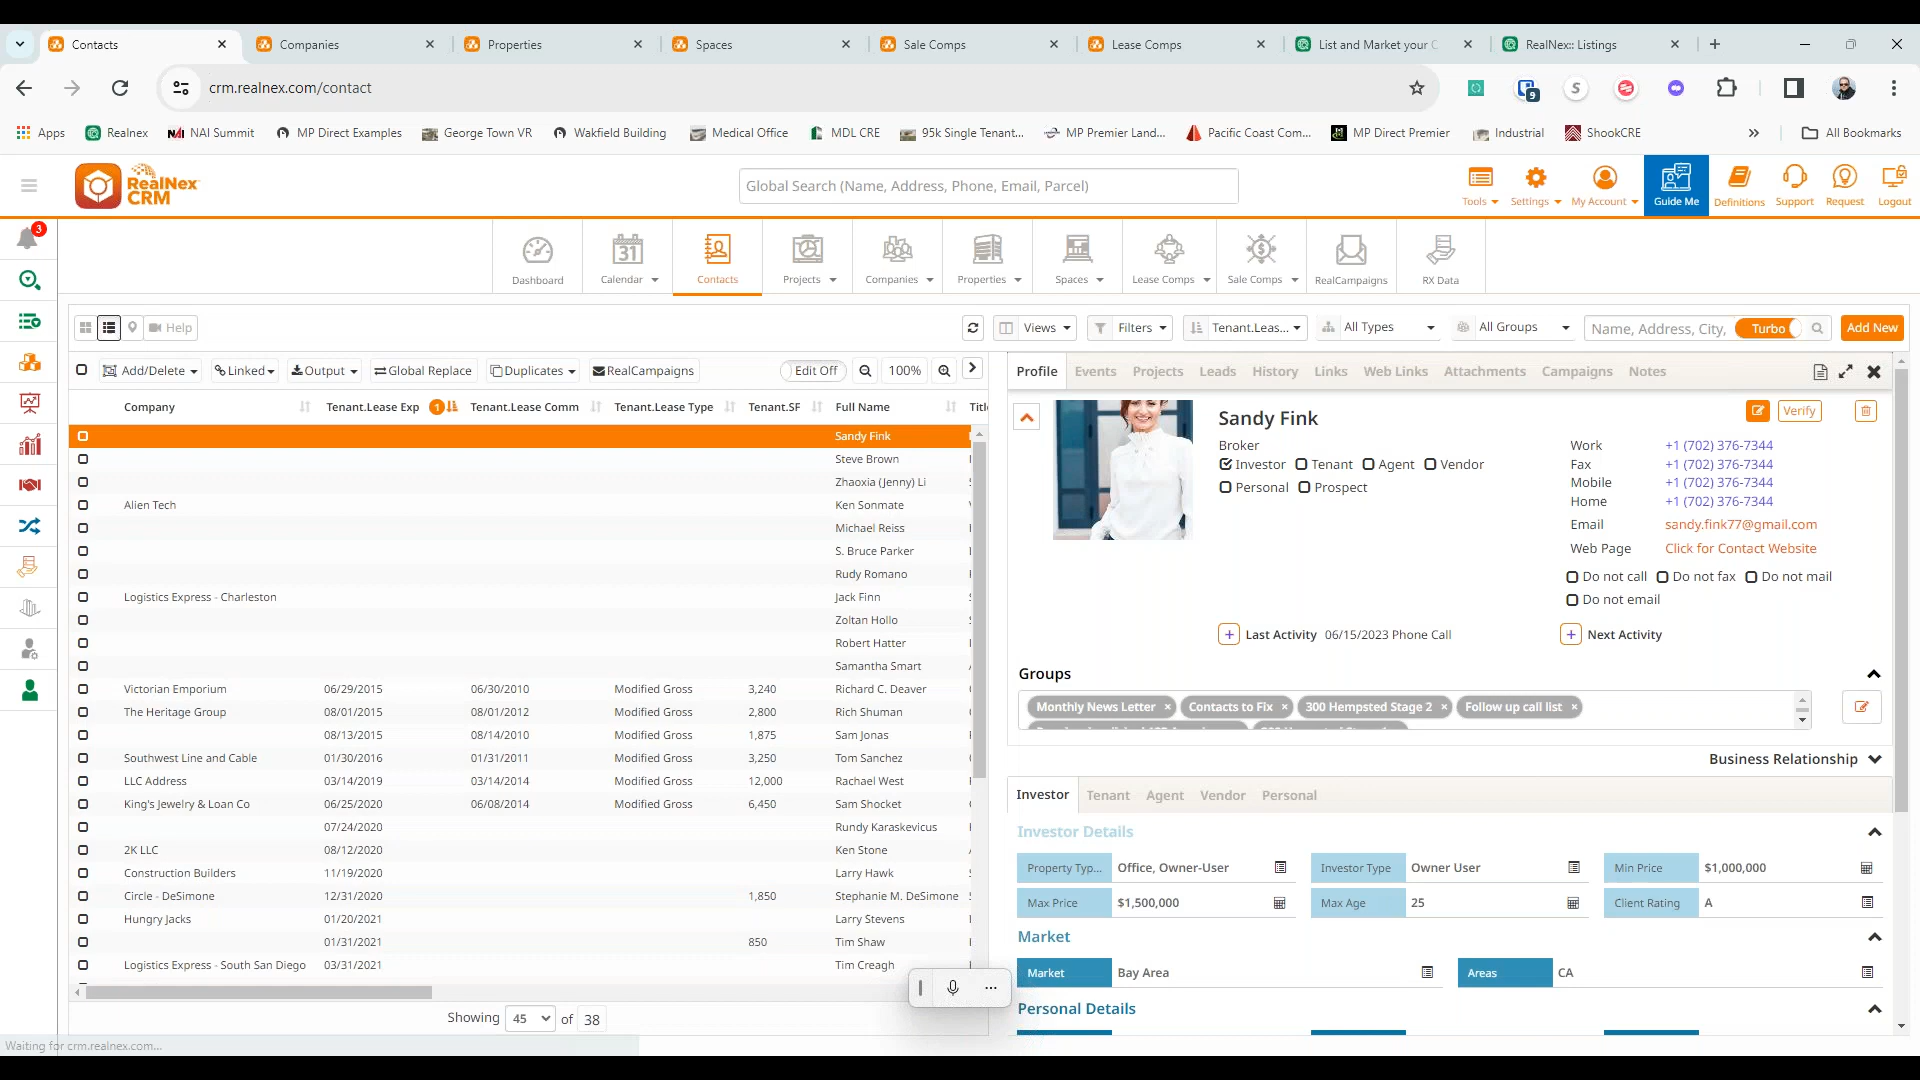 Contacts
Companies
Properties
Spaces
Sale Comps
Lease Comps
List and Market your C
RealNex:: Listings
crm.realnex.com/contact
9
Apps
Realnex
NAI Summit
MP Direct Examples
George Town VR
Wakfield Building
Medical Office
MDL CRE
95k Single Tenant...
MP Premier Land...
Pacific Coast Com...
MP Direct Premier
Industrial
ShookCRE
All Bookmarks
RealNex
CRM
Global Search (Name, Address, Phone, Email, Parcel)
Tools
Settings
My Account
Guide Me
Definitions
Support
Request
Logout
3
Dashboard
31
Calendar
Contacts
Projects
Companies
Properties
Spaces
Lease Comps
Sale Comps
RealCampaigns
RX Data
Help
Views
Filters
Tenant.Leas...
All Types
All Groups
Name, Address, City,
Turbo
Add New
Add/Delete
Linked
Output
Global Replace
Duplicates
RealCampaigns
Edit Off
100%
Company Tenant.Lease Exp 1 Tenant.Lease Comm Tenant.Lease Type Tenant.SF Full Name Titl
Sandy Fink
Steve Brown
Zhaoxia (Jenny) Li
Alien Tech Ken Sonmate
Michael Reiss
S. Bruce Parker
Rudy Romano
Logistics Express - Charleston Jack Finn
Zoltan Hollo
Robert Hatter
Samantha Smart
Victorian Emporium 06/29/2015 06/30/2010 Modified Gross 3,240 Richard C. Deaver
The Heritage Group 08/01/2015 08/01/2012 Modified Gross 2,800 Rich Shuman
08/13/2015 08/14/2010 Modified Gross 1,875 Sam Jonas
Southwest Line and Cable 01/30/2016 01/31/2011 Modified Gross 3,250 Tom Sanchez
LLC Address 03/14/2019 03/14/2014 Modified Gross 12,000 Rachael West
King's Jewelry & Loan Co 06/25/2020 06/08/2014 Modified Gross 6,450 Sam Shocket
07/24/2020 Rundy Karaskevicus
2K LLC 08/12/2020 Ken Stone
Construction Builders 11/19/2020 Larry Hawk
Circle - DeSimone 12/31/2020 1,850 Stephanie M. DeSimone
Hungry Jacks 01/20/2021 Larry Stevens
01/31/2021 850 Tim Shaw
Logistics Express - South San Diego 03/31/2021 Tim Creagh
Showing 45 of 38
Waiting for crm.realnex.com...
Profile Events Projects Leads History Links Web Links Attachments Campaigns Notes
Sandy Fink
Verify
Broker
Investor Tenant Agent Vendor
Personal Prospect
Work +1 (702) 376-7344
Fax +1 (702) 376-7344
Mobile +1 (702) 376-7344
Home +1 (702) 376-7344
Email sandy.fink77@gmail.com
Web Page Click for Contact Website
Do not call Do not fax Do not mail
Do not email
+ Last Activity 06/15/2023 Phone Call
+ Next Activity
Groups
Monthly News Letter × Contacts to Fix × 300 Hempsted Stage 2 × Follow up call list ×
Business Relationship
Investor Tenant Agent Vendor Personal
Investor Details
Property Typ... Office, Owner-User
Investor Type Owner User
Min Price $1,000,000
Max Price $1,500,000
Max Age 25
Client Rating A
Market
Market Bay Area
Areas CA
Personal Details